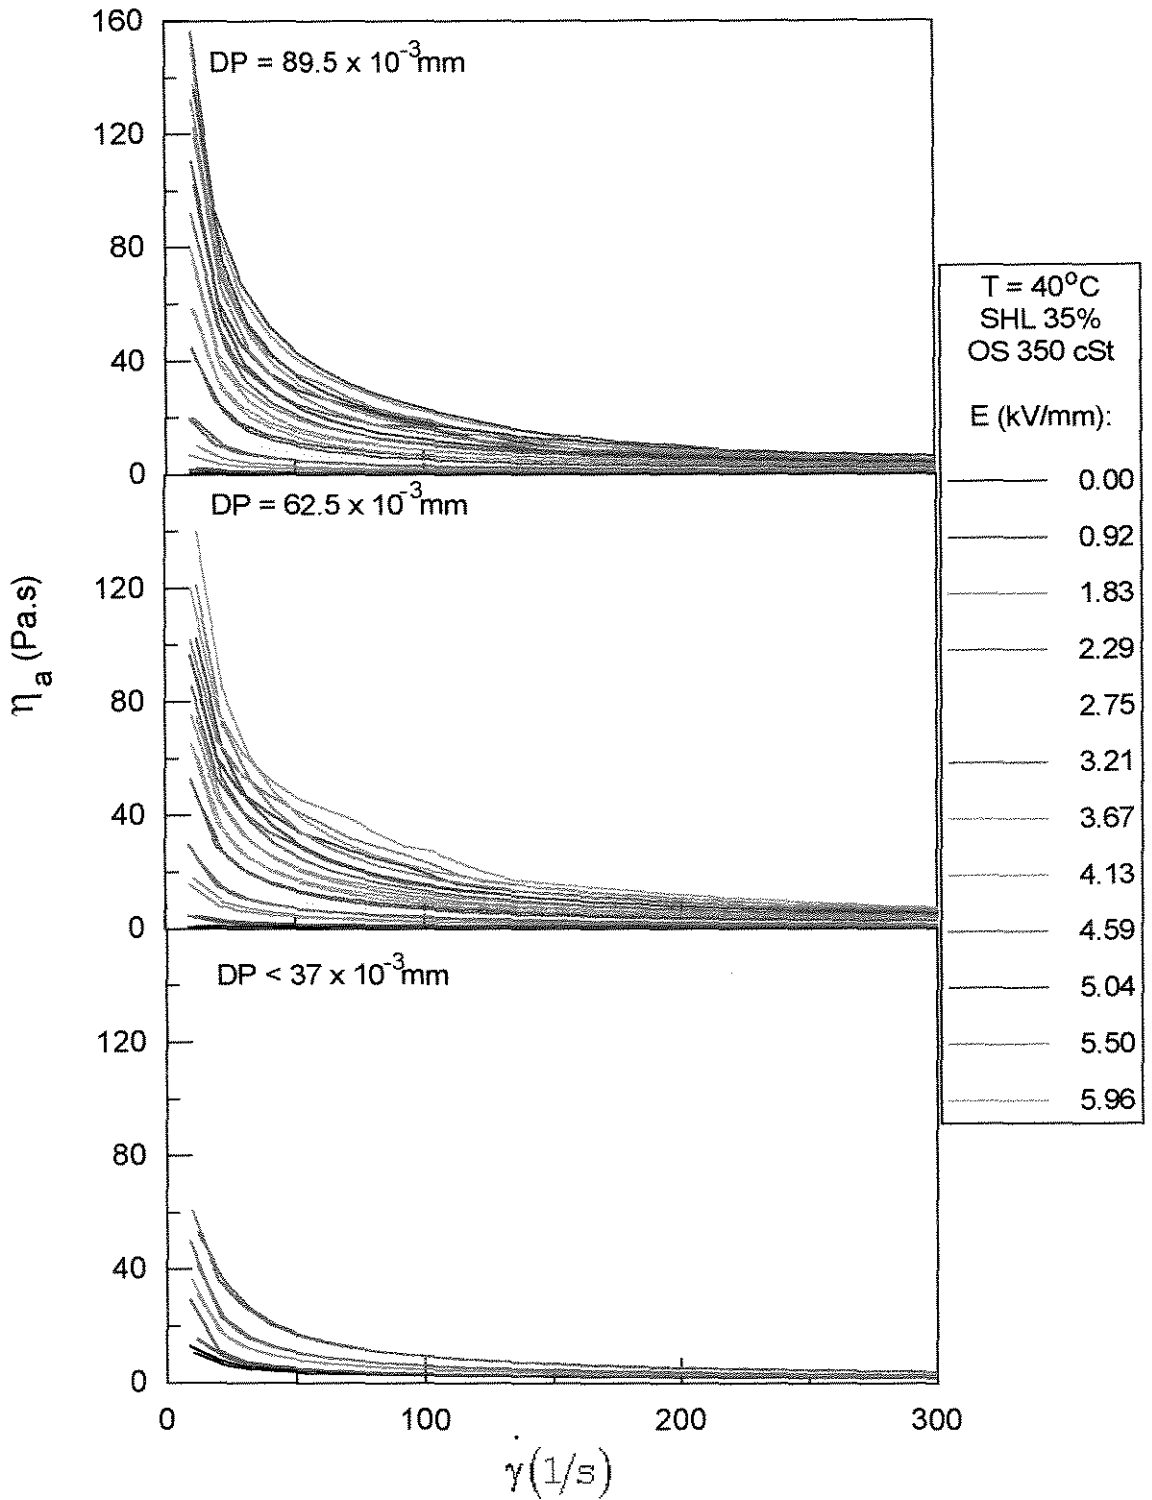 160
DP = 89.5 x 10⁻³mm
120
80
40
0
DP = 62.5 x 10⁻³mm
120
80
40
0
DP < 37 x 10⁻³mm
120
80
40
0
0 100 200 300
ηa (Pa.s)
γ̇(1/s)
T = 40°C
SHL 35%
OS 350 cSt
E (kV/mm):
0.00
0.92
1.83
2.29
2.75
3.21
3.67
4.13
4.59
5.04
5.50
5.96